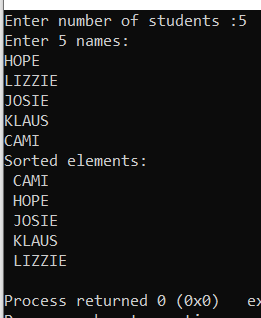 Enter number of students :5
Enter 5 names:
HOPE
LIZZIE
JOSIE
KLAUS
CAMI
Sorted elements:
 CAMI
 HOPE
 JOSIE
 KLAUS
 LIZZIE
Process returned 0 (0x0)   ex